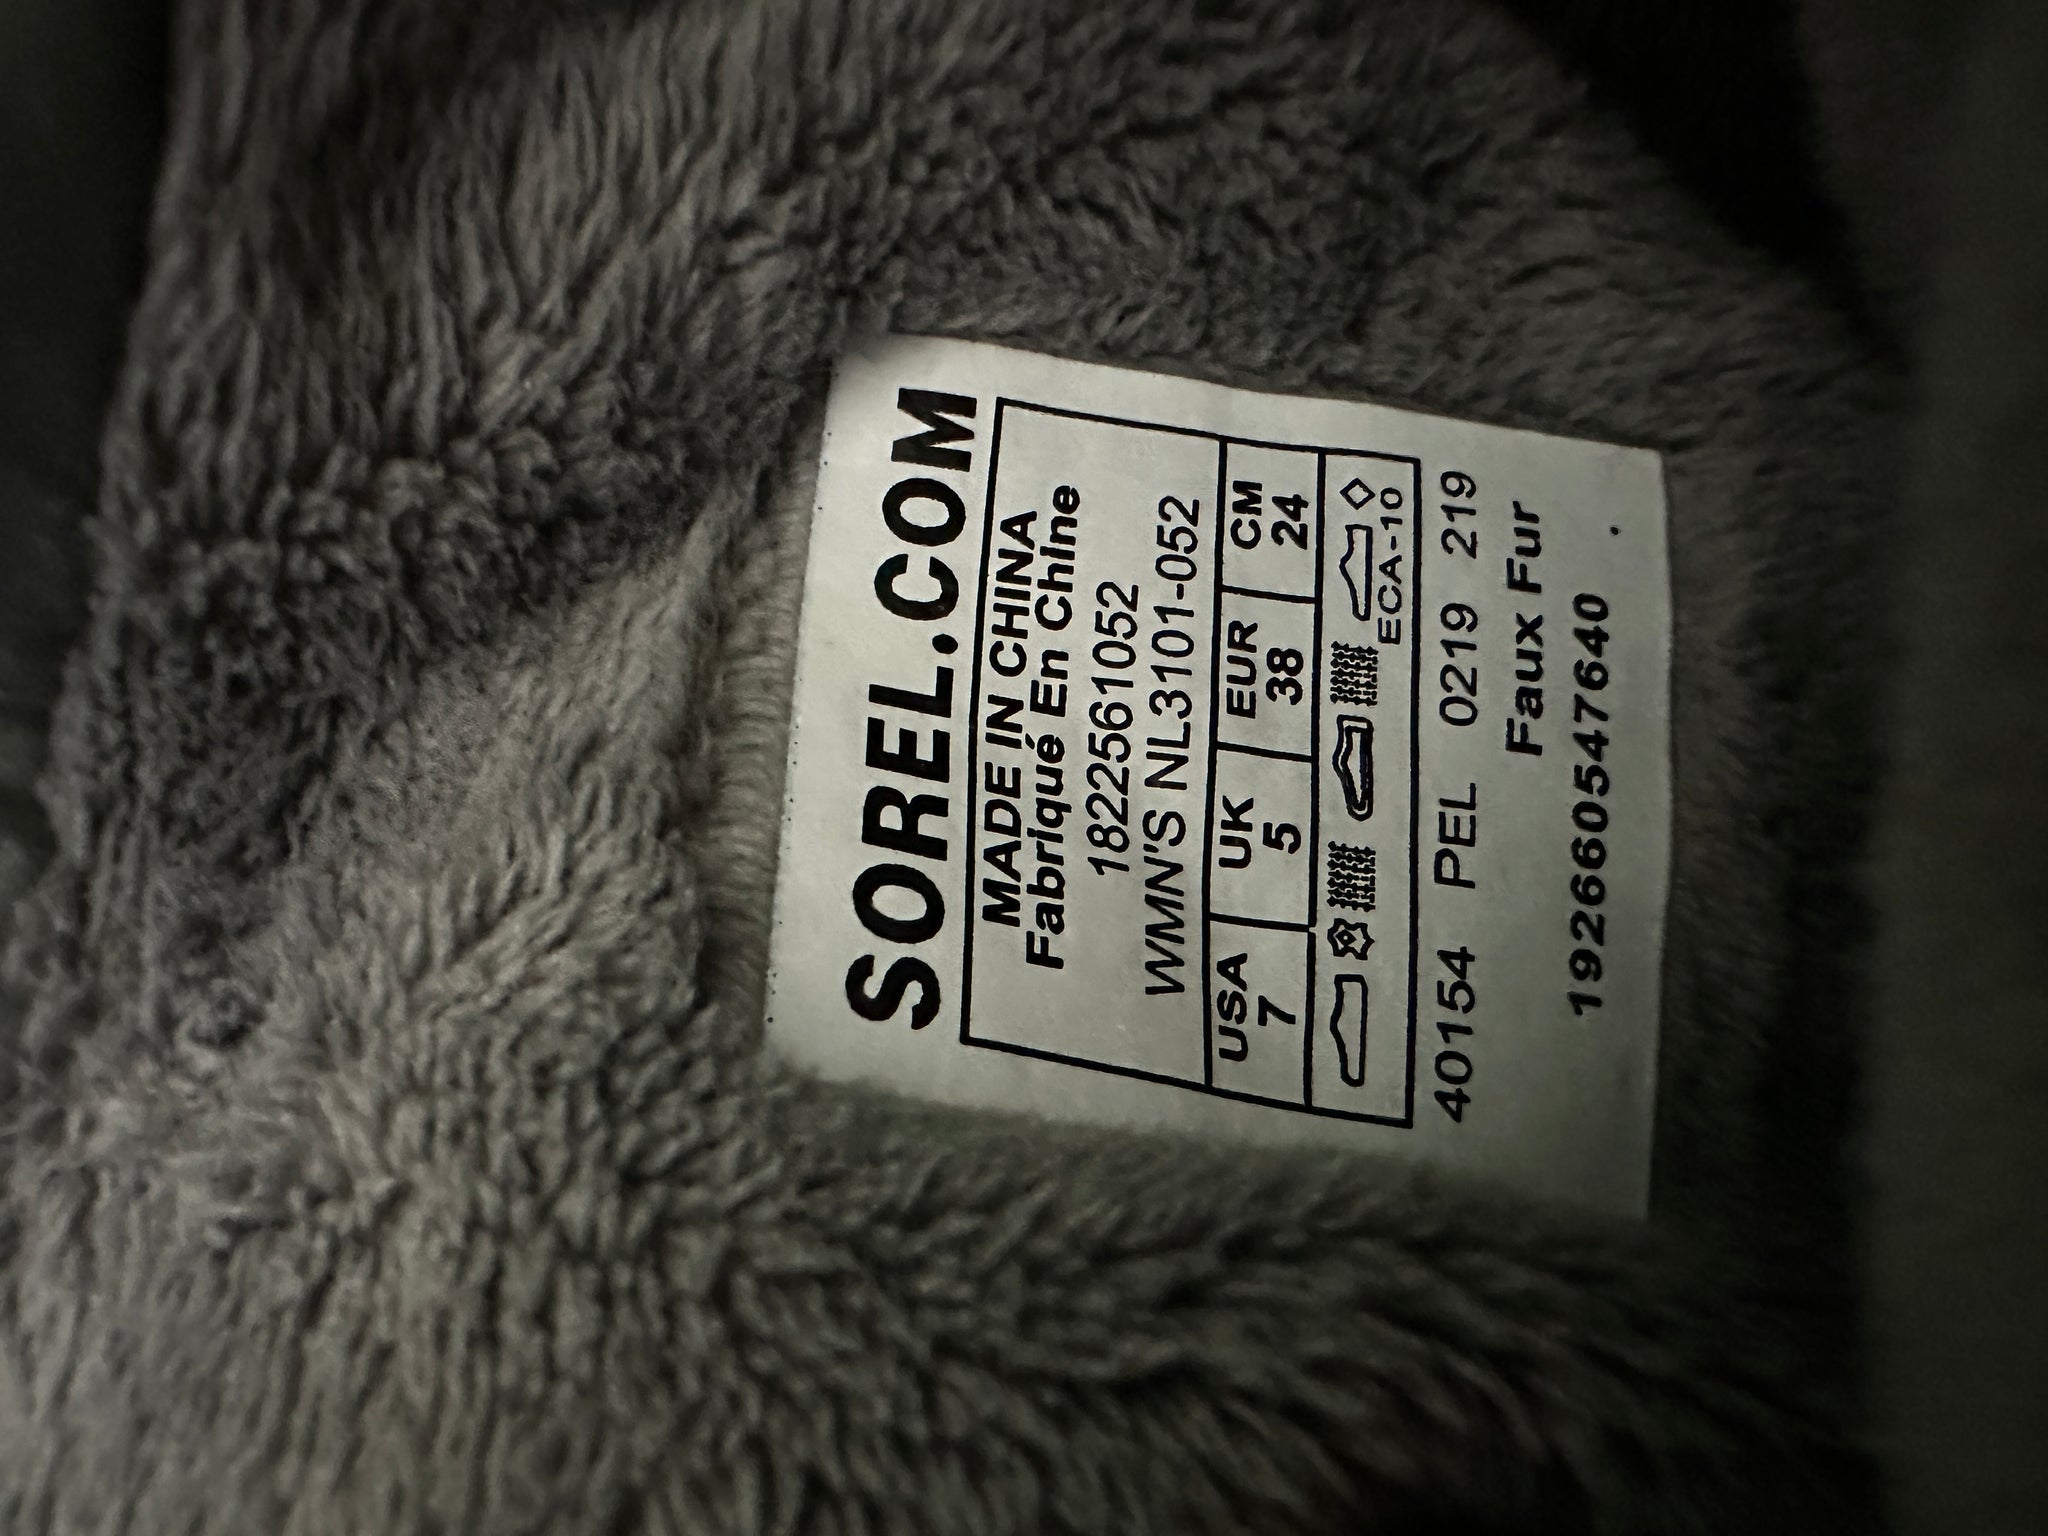 SOREL.COM
MADE IN CHINA
Fabriqué En Chine
1822561052
WMN'S NL3101-052
USA UK EUR CM
7 5 38 24
ECA-10
40154 PEL 0219 219
Faux Fur
192660547640